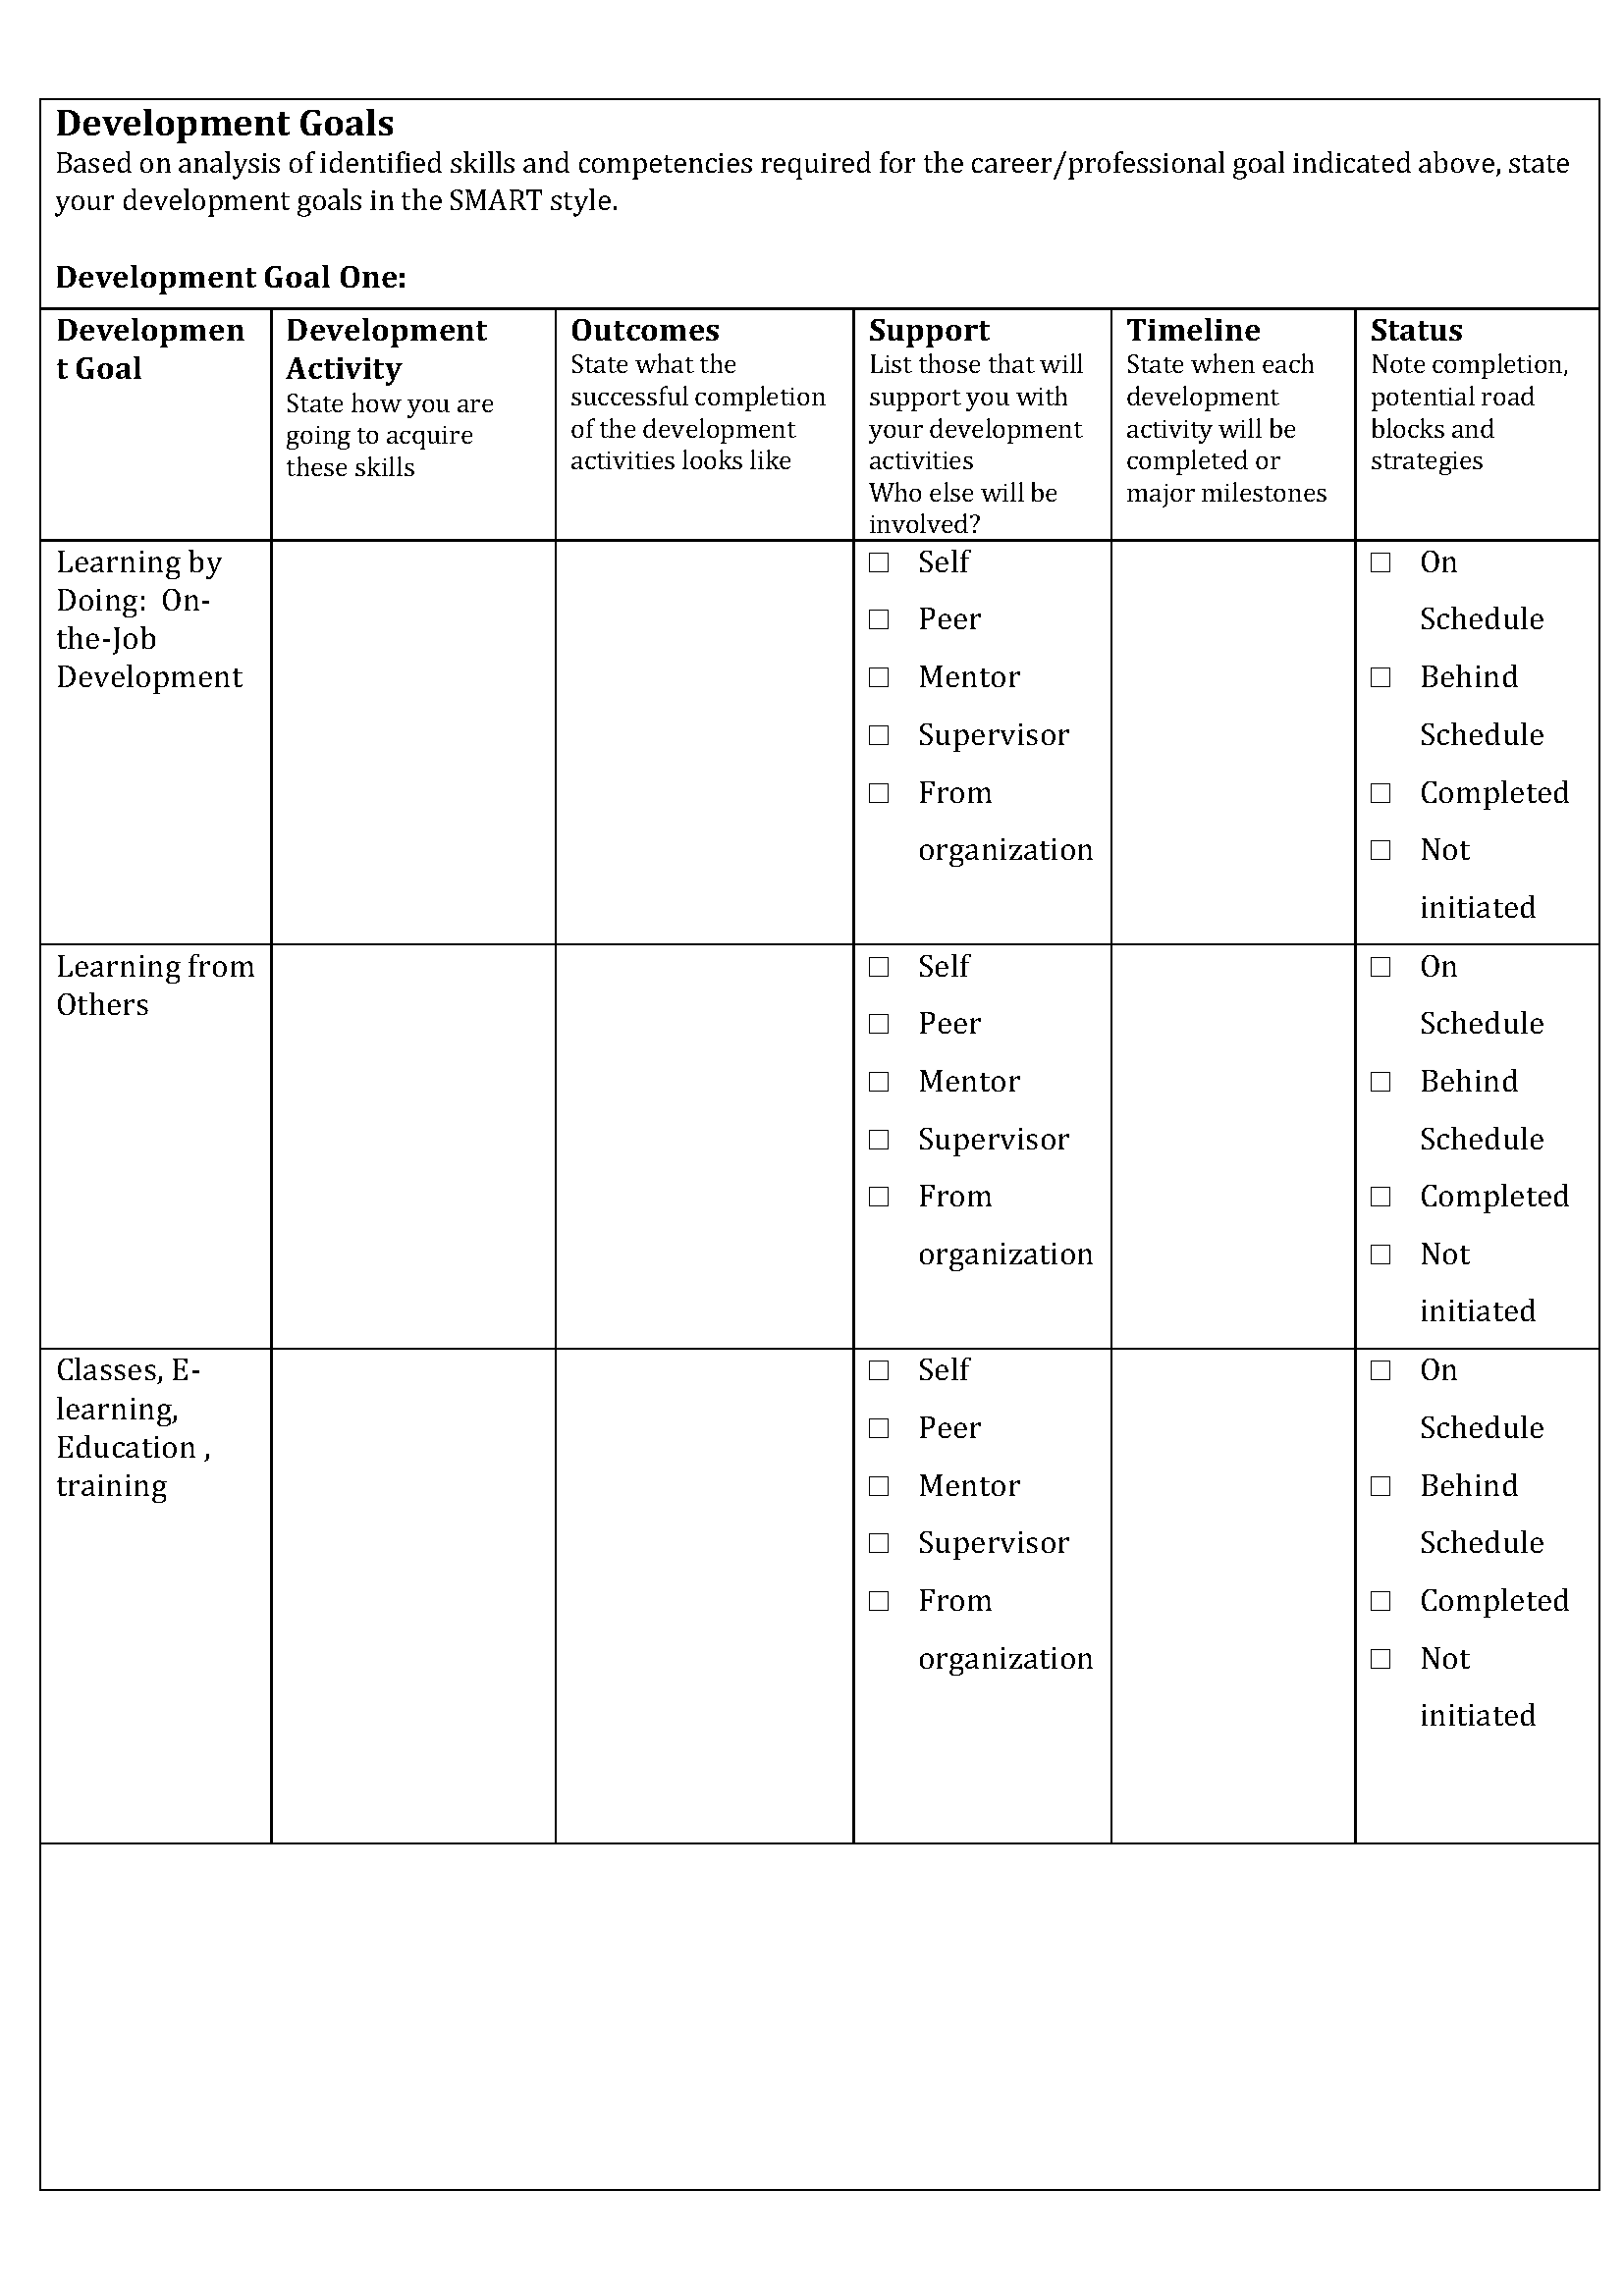 Development Goals
Based on analysis of identified skills and competencies required for the career/professional goal indicated above, state
your development goals in the SMART style.
Development Goal One:
Developmen
t Goal
Development
Activity
State how you are
going to acquire
these skills
Outcomes
State what the
successful completion
of the development
activities looks like
Support
List those that will
support you with
your development
activities
Who else will be
involved?
Timeline
State when each
development
activity will be
completed or
major milestones
Status
Note completion,
potential road
blocks and
strategies
Learning by
Doing:  On-
the-Job
Development
☐ Self
☐ Peer
☐ Mentor
☐ Supervisor
☐ From
organization
☐ On
Schedule
☐ Behind
Schedule
☐ Completed
☐ Not
initiated
Learning from
Others
☐ Self
☐ Peer
☐ Mentor
☐ Supervisor
☐ From
organization
☐ On
Schedule
☐ Behind
Schedule
☐ Completed
☐ Not
initiated
Classes, E-
learning,
Education ,
training
☐ Self
☐ Peer
☐ Mentor
☐ Supervisor
☐ From
organization
☐ On
Schedule
☐ Behind
Schedule
☐ Completed
☐ Not
initiated